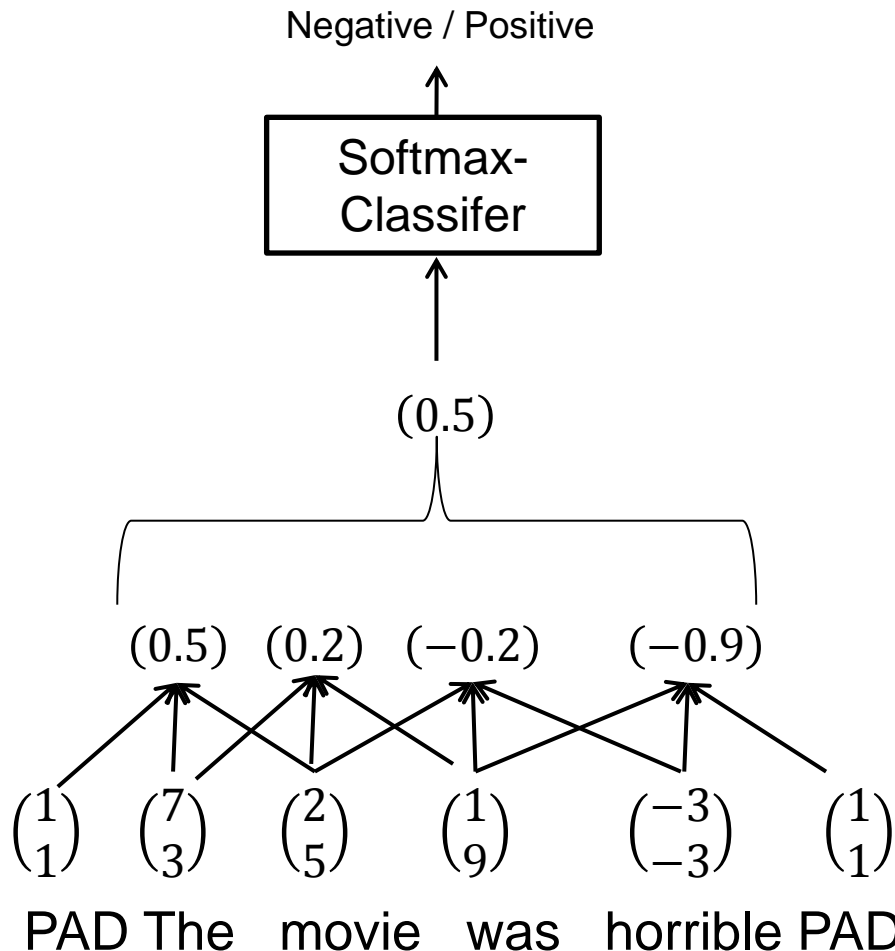 Negative / Positive
Softmax-
Classifer
(0.5)
(0.5) (0.2) (−0.2) (−0.9)
(1 1) (7 3) (2 5) (1 9) (−3 −3) (1 1)
PAD The movie was horrible PAD